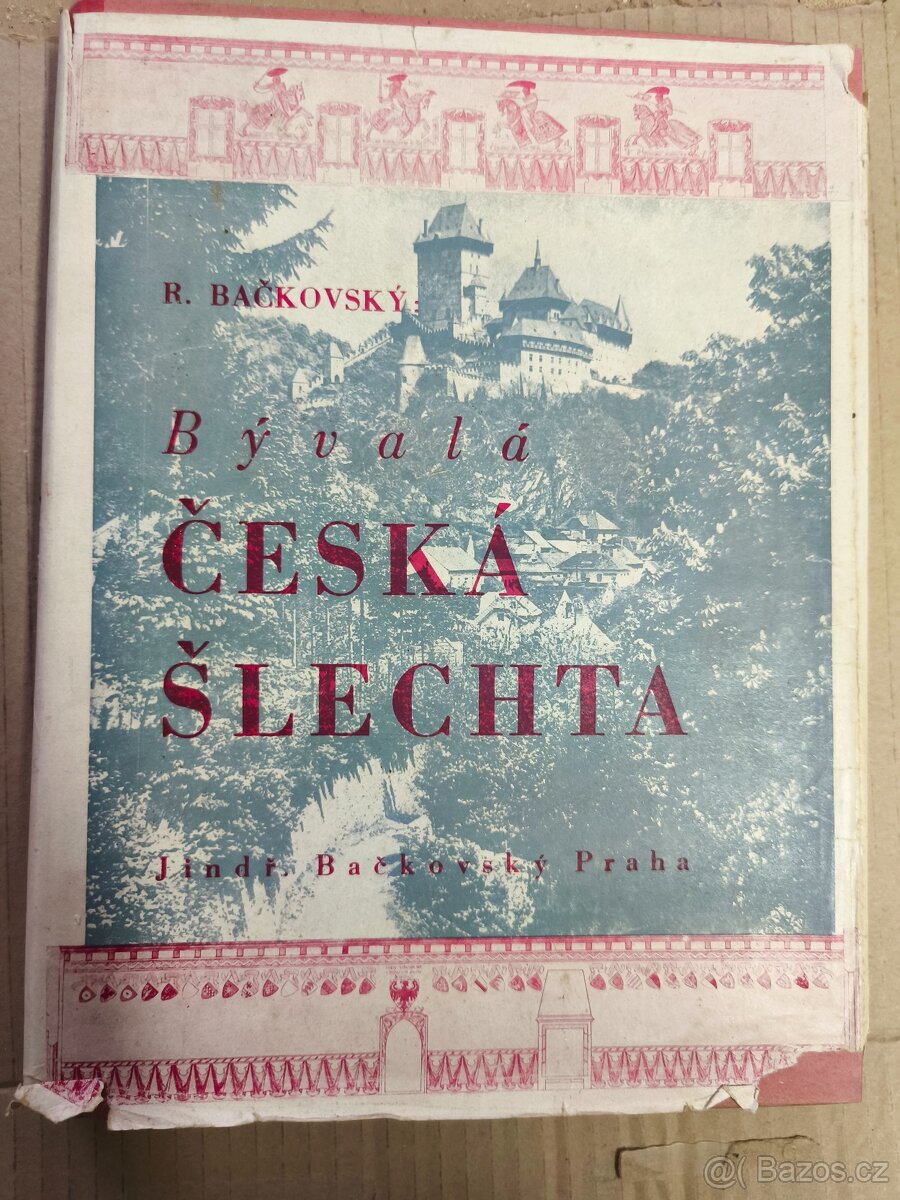 R. BAČKOVSKÝ:
Bývalá
ČESKÁ
ŠLECHTA
Jindř. Bačkovský Praha
Bazos.cz